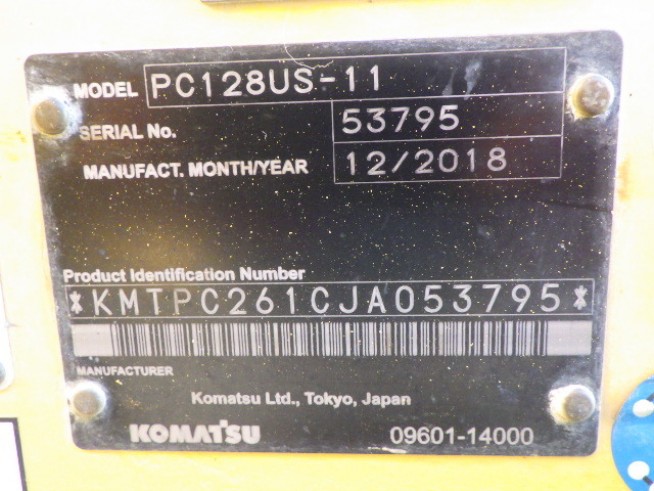 MODEL PC128US-11
SERIAL No. 53795
MANUFACT. MONTH/YEAR 12/2018
Product Identification Number
*KMTPC261CJA053795*
MANUFACTURER
Komatsu Ltd., Tokyo, Japan
KOMATSU 09601-14000